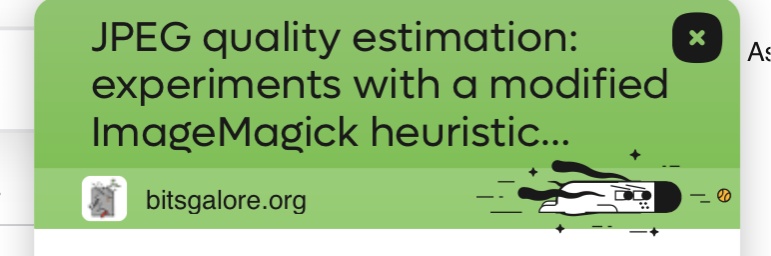 JPEG quality estimation:
experiments with a modified
ImageMagick heuristic...
bitsgalore.org